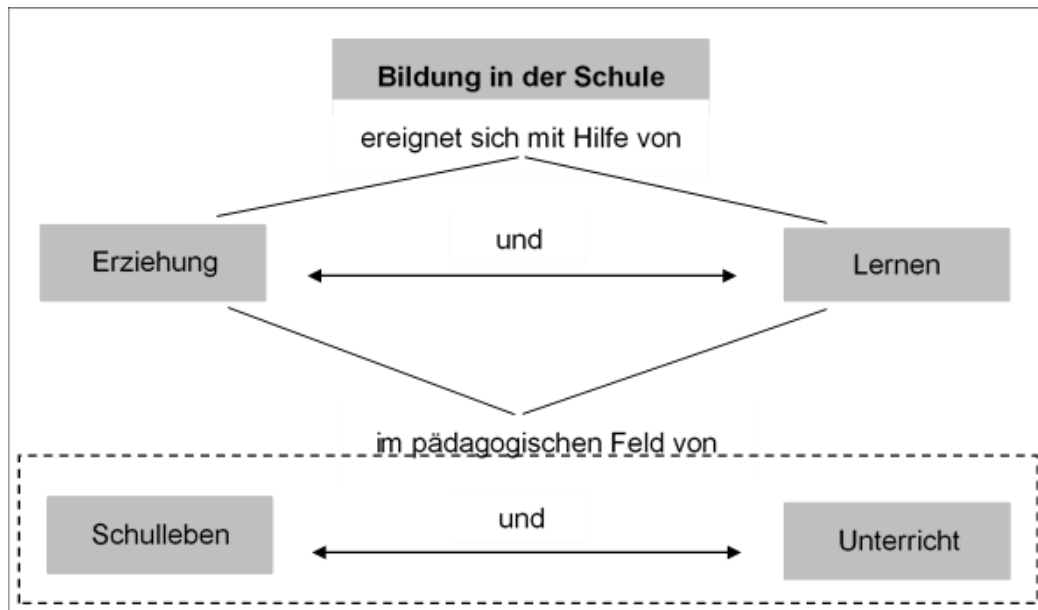 Bildung in der Schule
ereignet sich mit Hilfe von
Erziehung
und
Lernen
im pädagogischen Feld von
Schulleben
und
Unterricht